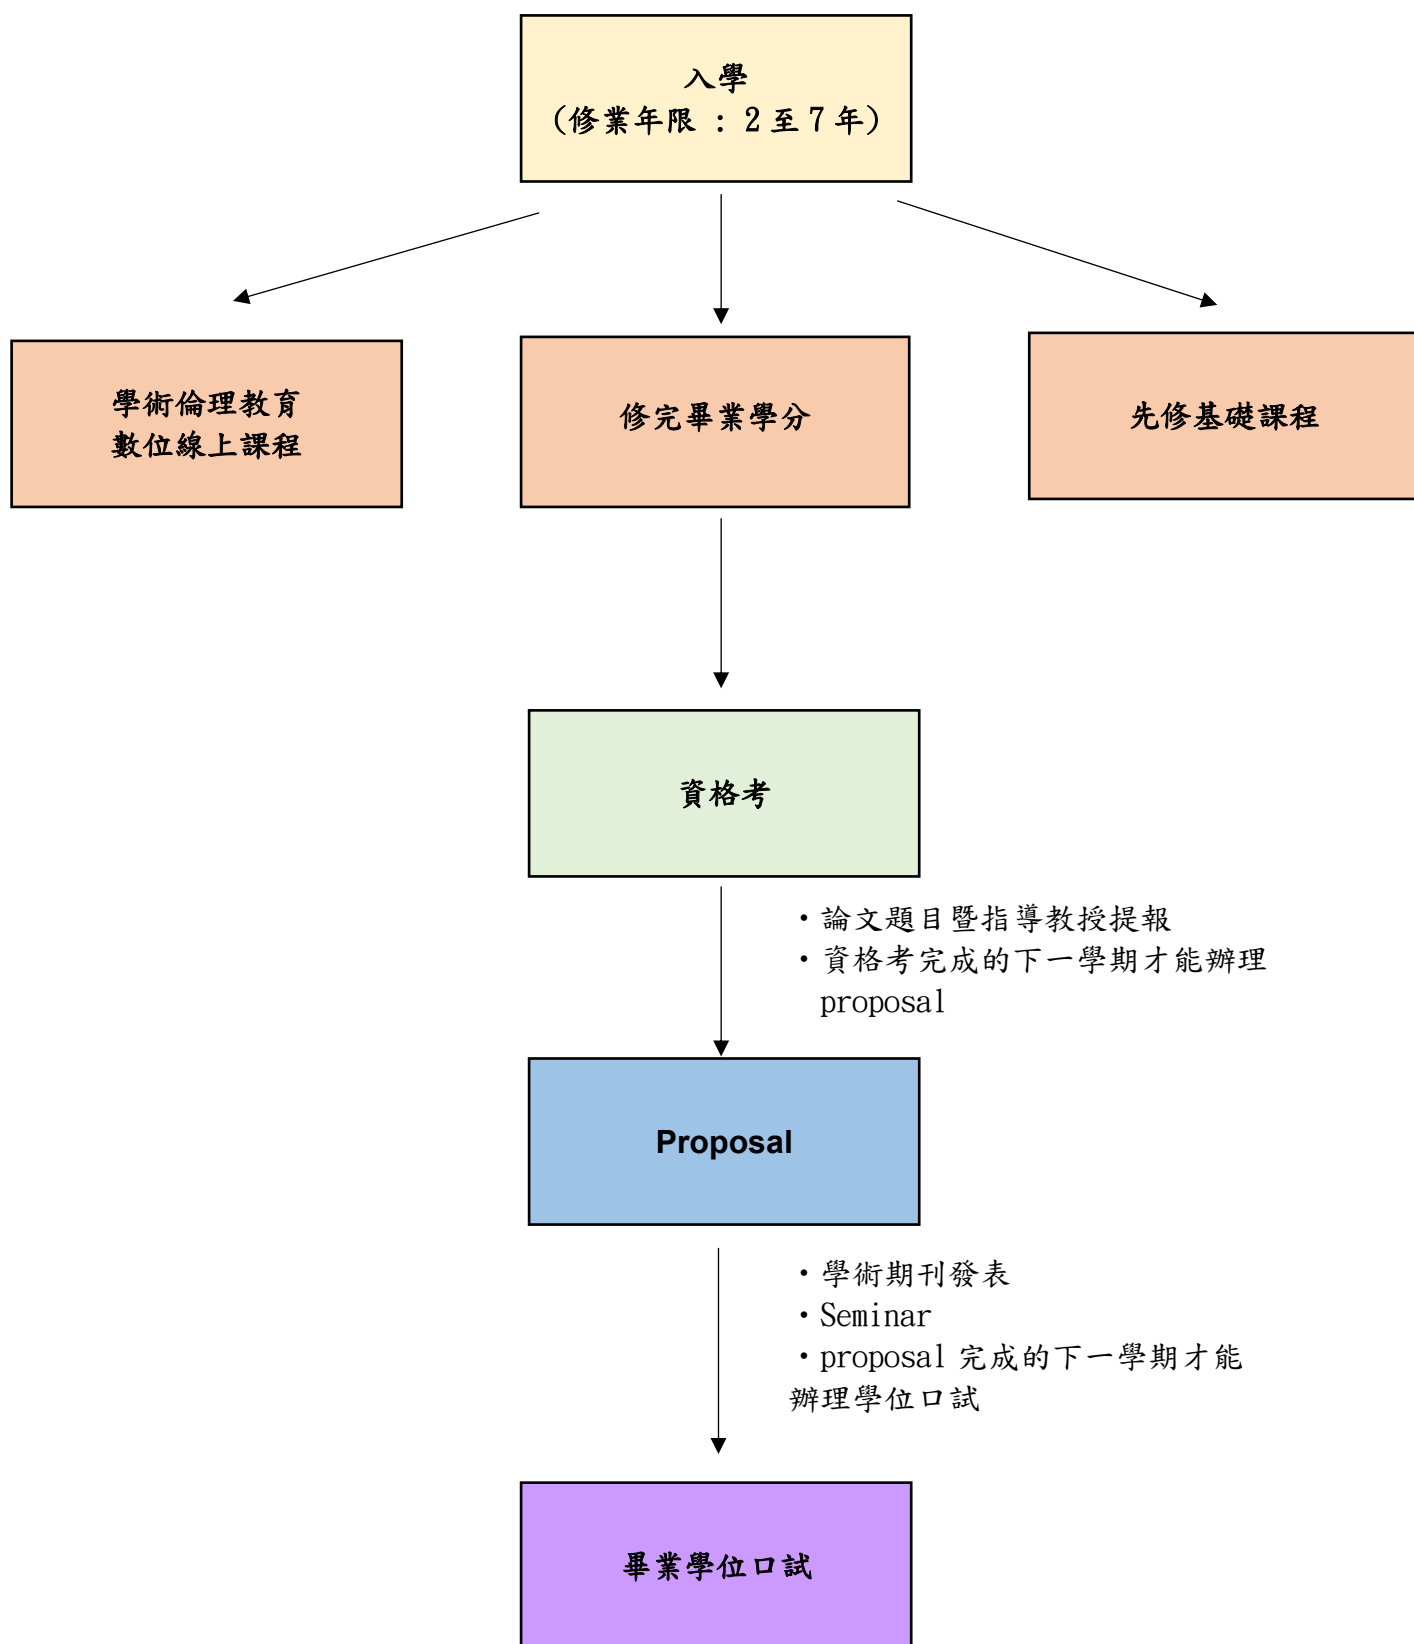 入學
(修業年限 : 2 至 7 年)
學術倫理教育
數位線上課程
修完畢業學分
先修基礎課程
資格考
・論文題目暨指導教授提報
・資格考完成的下一學期才能辦理
proposal
Proposal
・學術期刊發表
・Seminar
・proposal 完成的下一學期才能
辦理學位口試
畢業學位口試